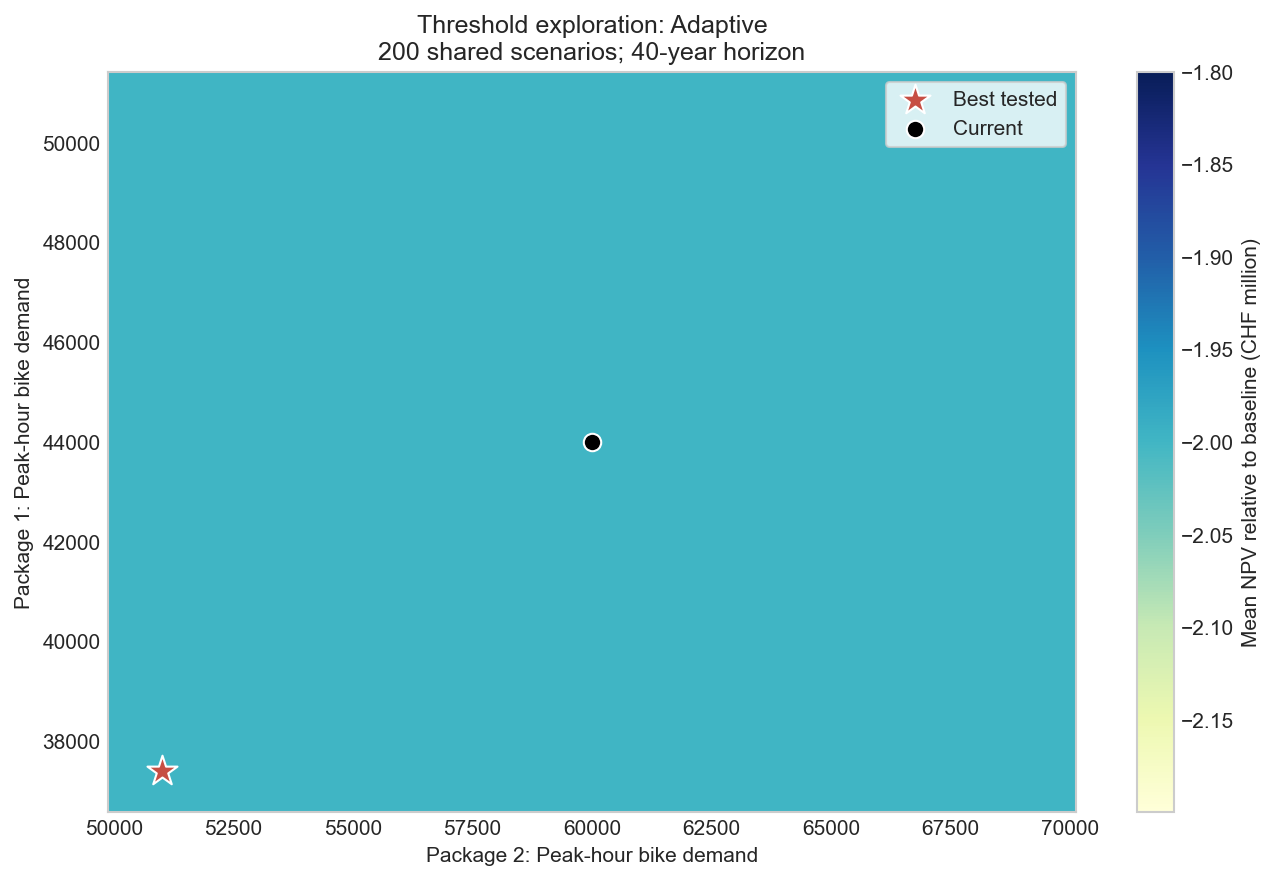 Threshold exploration: Adaptive
200 shared scenarios; 40-year horizon
Best tested
Current
50000
48000
46000
44000
42000
40000
38000
Package 1: Peak-hour bike demand
50000 52500 55000 57500 60000 62500 65000 67500 70000
Package 2: Peak-hour bike demand
−1.80
−1.85
−1.90
−1.95
−2.00
−2.05
−2.10
−2.15
Mean NPV relative to baseline (CHF million)